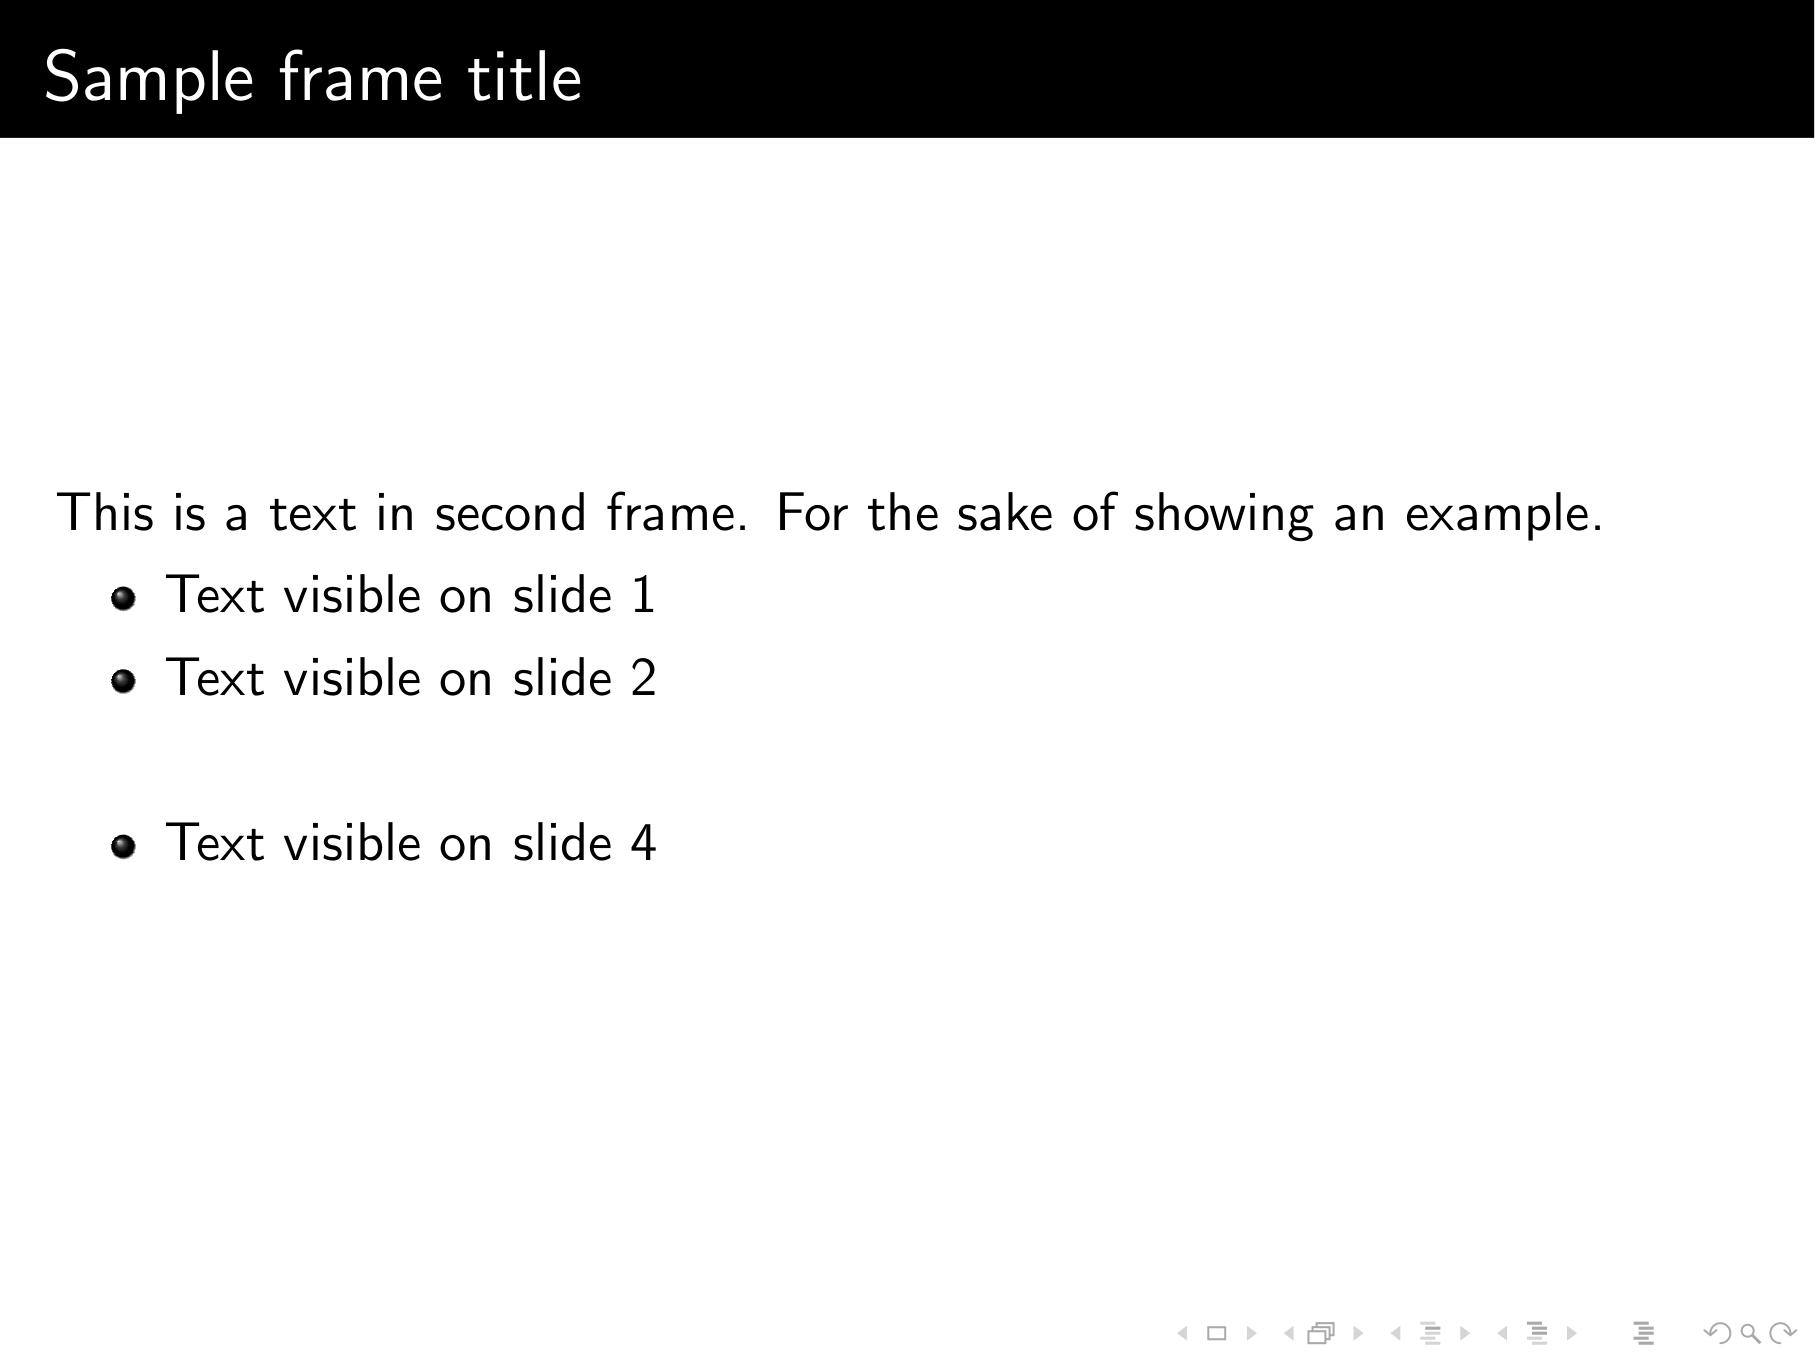 Sample frame title
This is a text in second frame. For the sake of showing an example.
Text visible on slide 1
Text visible on slide 2
Text visible on slide 4